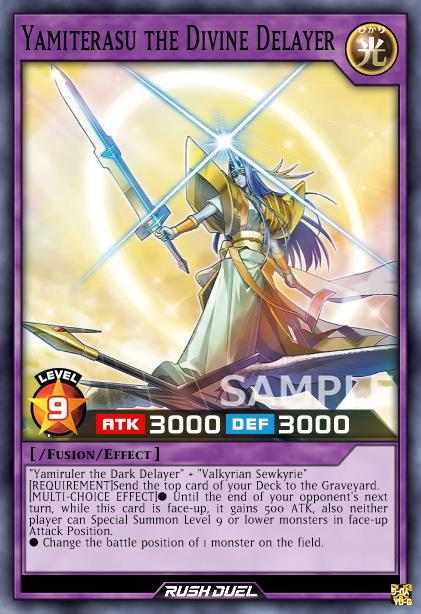 Yamiterasu the Divine Delayer
ひかり
光
SAMPLE
LEVEL
9
ATK 3000 DEF 3000
[ /Fusion/Effect ]
"Yamiruler the Dark Delayer" + "Valkyrian Sewkyrie"
[REQUIREMENT]Send the top card of your Deck to the Graveyard.
[MULTI-CHOICE EFFECT]● Until the end of your opponent's next
turn, while this card is face-up, it gains 500 ATK, also neither
player can Special Summon Level 9 or lower monsters in face-up
Attack Position.
● Change the battle position of 1 monster on the field.
RUSH DUEL